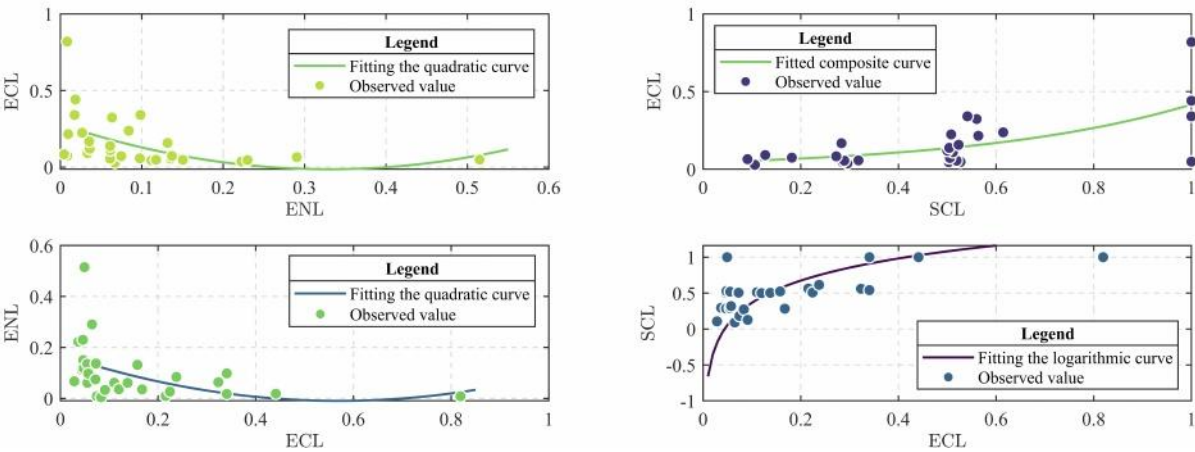 1
0.5
0
ECL
0
0.1
0.2
0.3
0.4
0.5
0.6
ENL
Legend
Fitting the quadratic curve
Observed value
1
0.5
0
ECL
0
0.2
0.4
0.6
0.8
1
SCL
Legend
Fitted composite curve
Observed value
0.6
0.4
0.2
0
ENL
0
0.2
0.4
0.6
0.8
1
ECL
Legend
Fitting the quadratic curve
Observed value
1
0.5
0
-0.5
-1
SCL
0
0.2
0.4
0.6
0.8
1
ECL
Legend
Fitting the logarithmic curve
Observed value